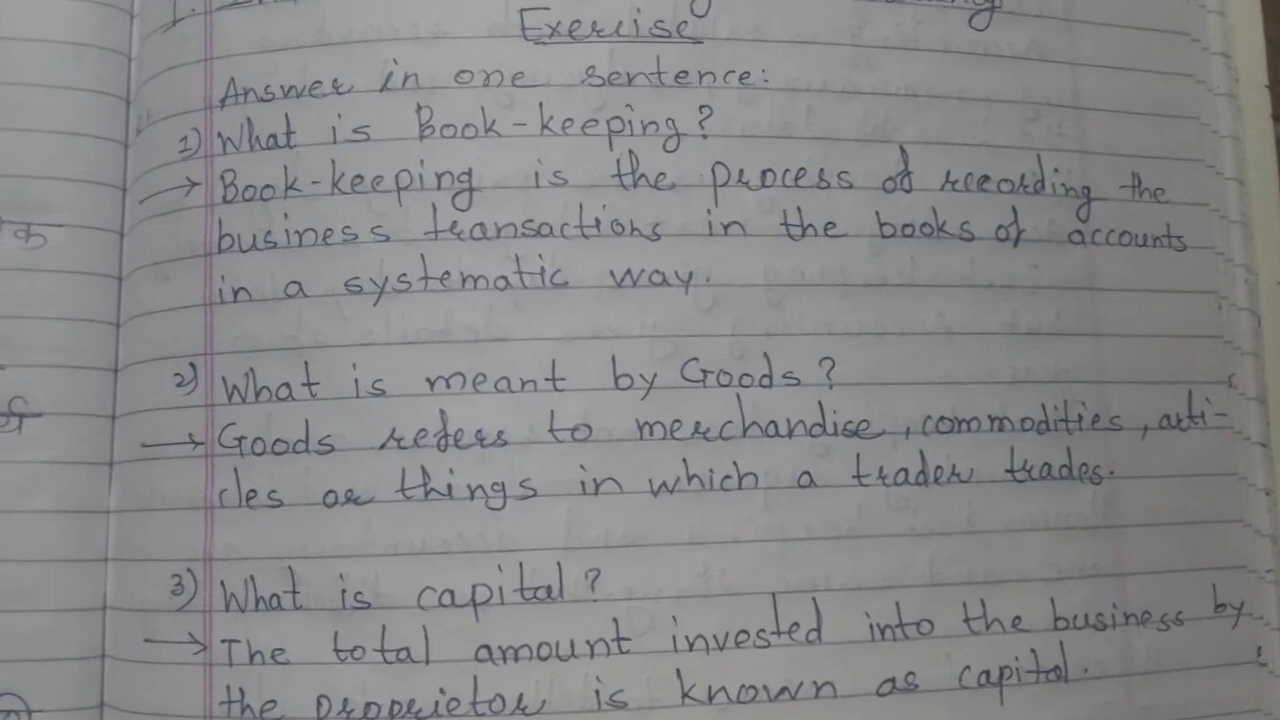 Exercise
Answer in one sentence:
1) What is Book-keeping?
→ Book-keeping is the process of recording the
business transactions in the books of accounts
in a systematic way.
2) What is meant by Goods?
→ Goods refers to merchandise, commodities, arti-
cles or things in which a trader trades.
3) What is capital?
→ The total amount invested into the business by
the proprietor is known as capital.